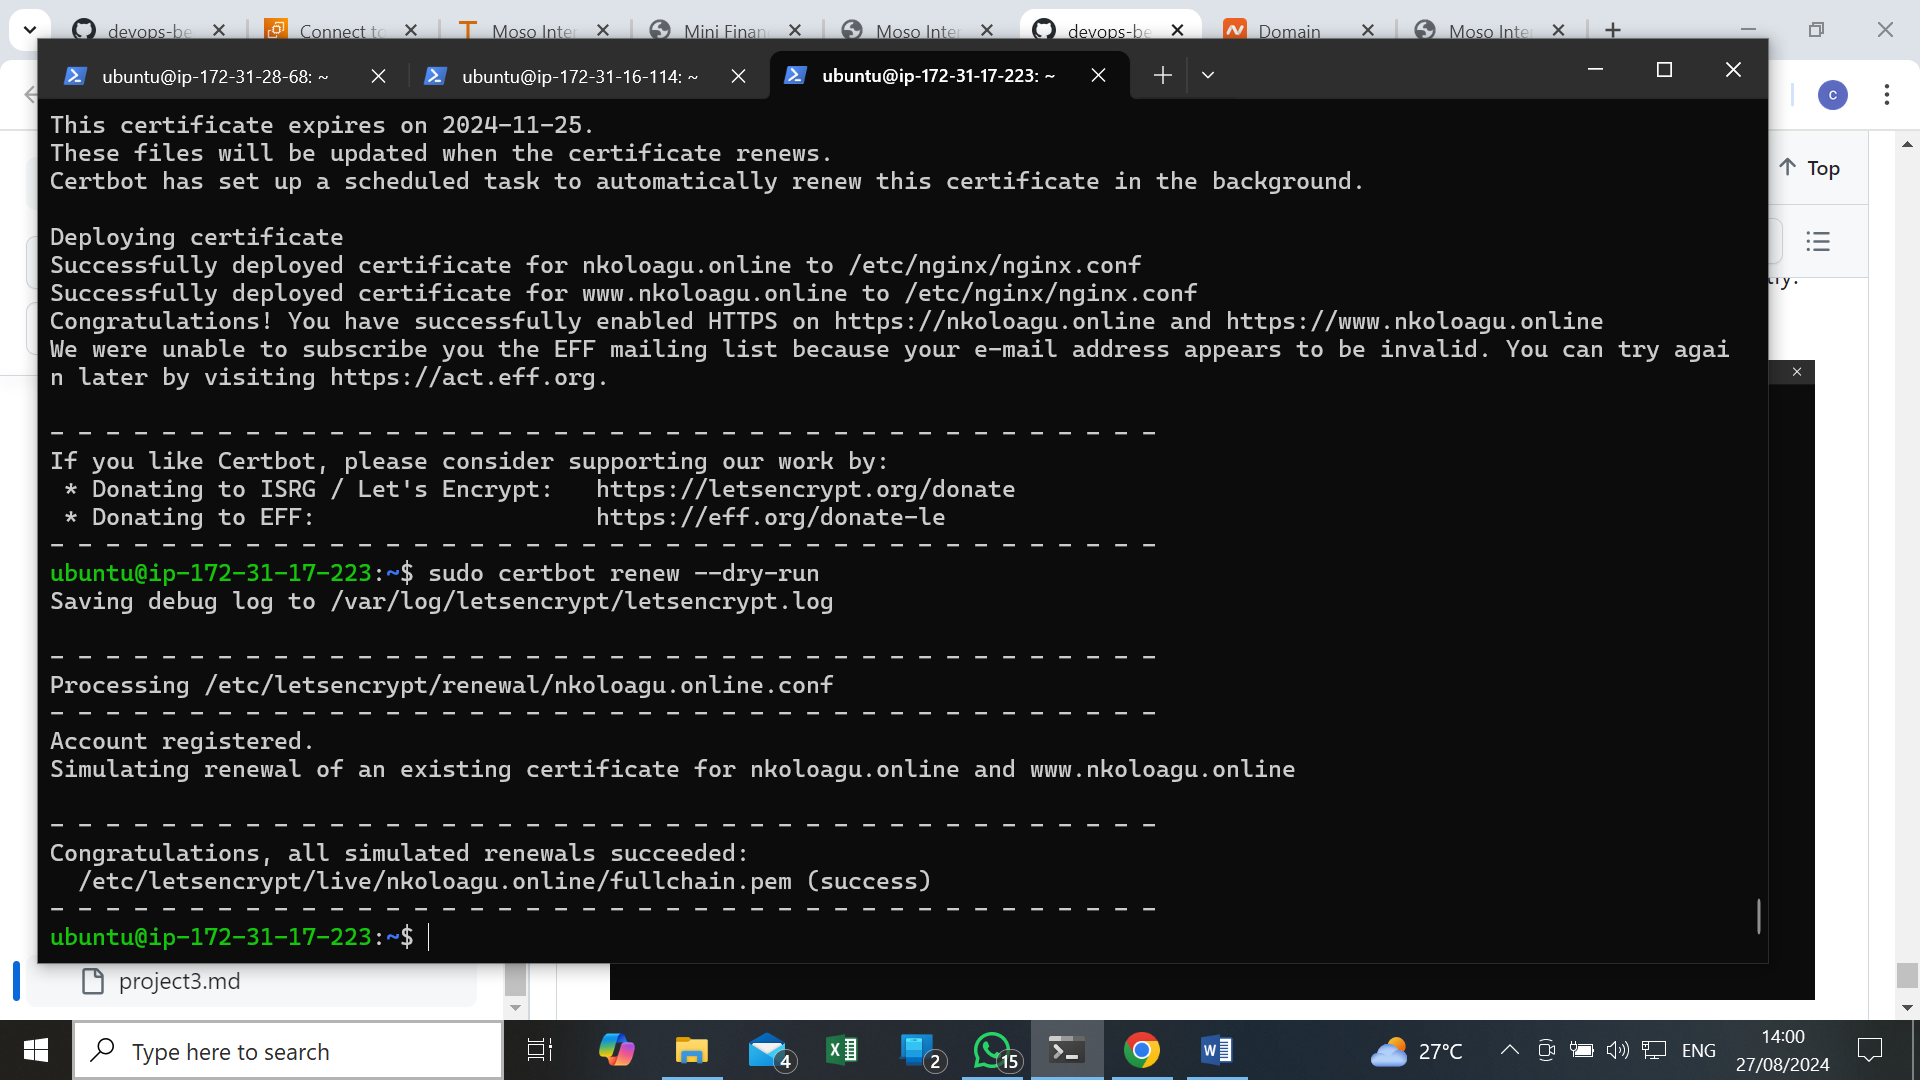 devops-be
Connect to
Moso Inter
Mini Finan
Moso Inter
devops-be
Domain
Moso Inte
ubuntu@ip-172-31-28-68: ~
ubuntu@ip-172-31-16-114: ~
ubuntu@ip-172-31-17-223: ~
c
Top
This certificate expires on 2024-11-25.
These files will be updated when the certificate renews.
Certbot has set up a scheduled task to automatically renew this certificate in the background.
Deploying certificate
Successfully deployed certificate for nkoloagu.online to /etc/nginx/nginx.conf
Successfully deployed certificate for www.nkoloagu.online to /etc/nginx/nginx.conf
Congratulations! You have successfully enabled HTTPS on https://nkoloagu.online and https://www.nkoloagu.online
We were unable to subscribe you the EFF mailing list because your e-mail address appears to be invalid. You can try agai
n later by visiting https://act.eff.org.
- - - - - - - - - - - - - - - - - - - - - - - - - - - - - - - - - - - - - - - -
If you like Certbot, please consider supporting our work by:
* Donating to ISRG / Let's Encrypt: https://letsencrypt.org/donate
* Donating to EFF: https://eff.org/donate-le
- - - - - - - - - - - - - - - - - - - - - - - - - - - - - - - - - - - - - - - -
ubuntu@ip-172-31-17-223:~$ sudo certbot renew --dry-run
Saving debug log to /var/log/letsencrypt/letsencrypt.log
- - - - - - - - - - - - - - - - - - - - - - - - - - - - - - - - - - - - - - - -
Processing /etc/letsencrypt/renewal/nkoloagu.online.conf
- - - - - - - - - - - - - - - - - - - - - - - - - - - - - - - - - - - - - - - -
Account registered.
Simulating renewal of an existing certificate for nkoloagu.online and www.nkoloagu.online
- - - - - - - - - - - - - - - - - - - - - - - - - - - - - - - - - - - - - - - -
Congratulations, all simulated renewals succeeded:
/etc/letsencrypt/live/nkoloagu.online/fullchain.pem (success)
- - - - - - - - - - - - - - - - - - - - - - - - - - - - - - - - - - - - - - - -
ubuntu@ip-172-31-17-223:~$
project3.md
Type here to search
4
2
15
27°C
ENG
14:00
27/08/2024